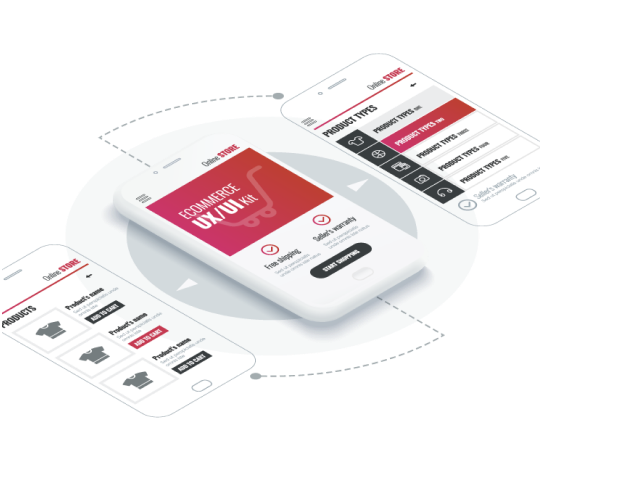 Online STORE
PRODUCT TYPES
PRODUCT TYPES ONE
PRODUCT TYPES TWO
PRODUCT TYPES THREE
PRODUCT TYPES FOUR
PRODUCT TYPES FIVE
Seller's warranty
Online STORE
ECOMMERCE
UX/UI Kit
Free shipping
Seller's warranty
START SHOPPING
Online STORE
PRODUCTS
Product's name
ADD TO CART
Product's name
ADD TO CART
Product's name
ADD TO CART